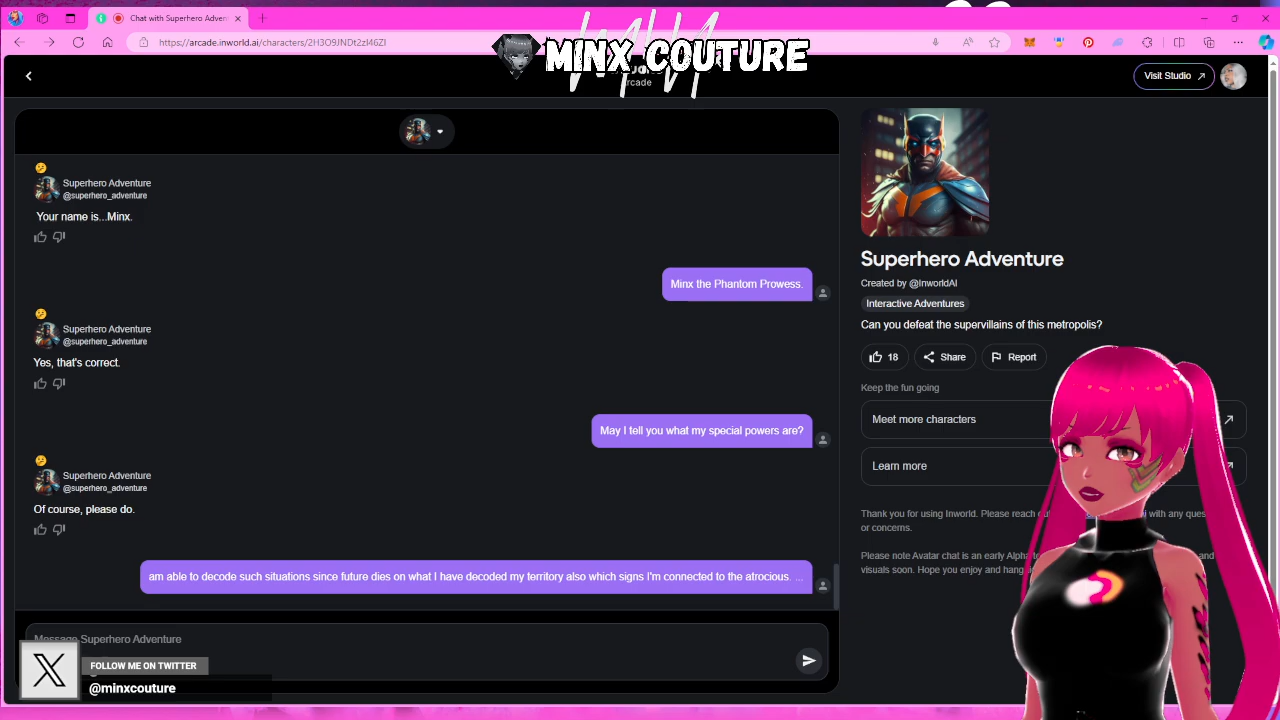 Chat with Superhero Adven
https://arcade.inworld.ai/characters/2H3O9JNDt2zl46ZI
MINX COUTURE
arcade
Visit Studio
Superhero Adventure
@superhero_adventure
Your name is...Minx.
Minx the Phantom Prowess.
Superhero Adventure
@superhero_adventure
Yes, that's correct.
May I tell you what my special powers are?
Superhero Adventure
@superhero_adventure
Of course, please do.
am able to decode such situations since future dies on what I have decoded my territory also which signs I'm connected to the atrocious. ...
Message Superhero Adventure
Superhero Adventure
Created by @InworldAI
Interactive Adventures
Can you defeat the supervillains of this metropolis?
18
Share
Report
Keep the fun going
Meet more characters
Learn more
Thank you for using Inworld. Please reach with any ques
or concerns.
Please note Avatar chat is an early Alpha and
visuals soon. Hope you enjoy and hang
X
FOLLOW ME ON TWITTER
@minxcouture